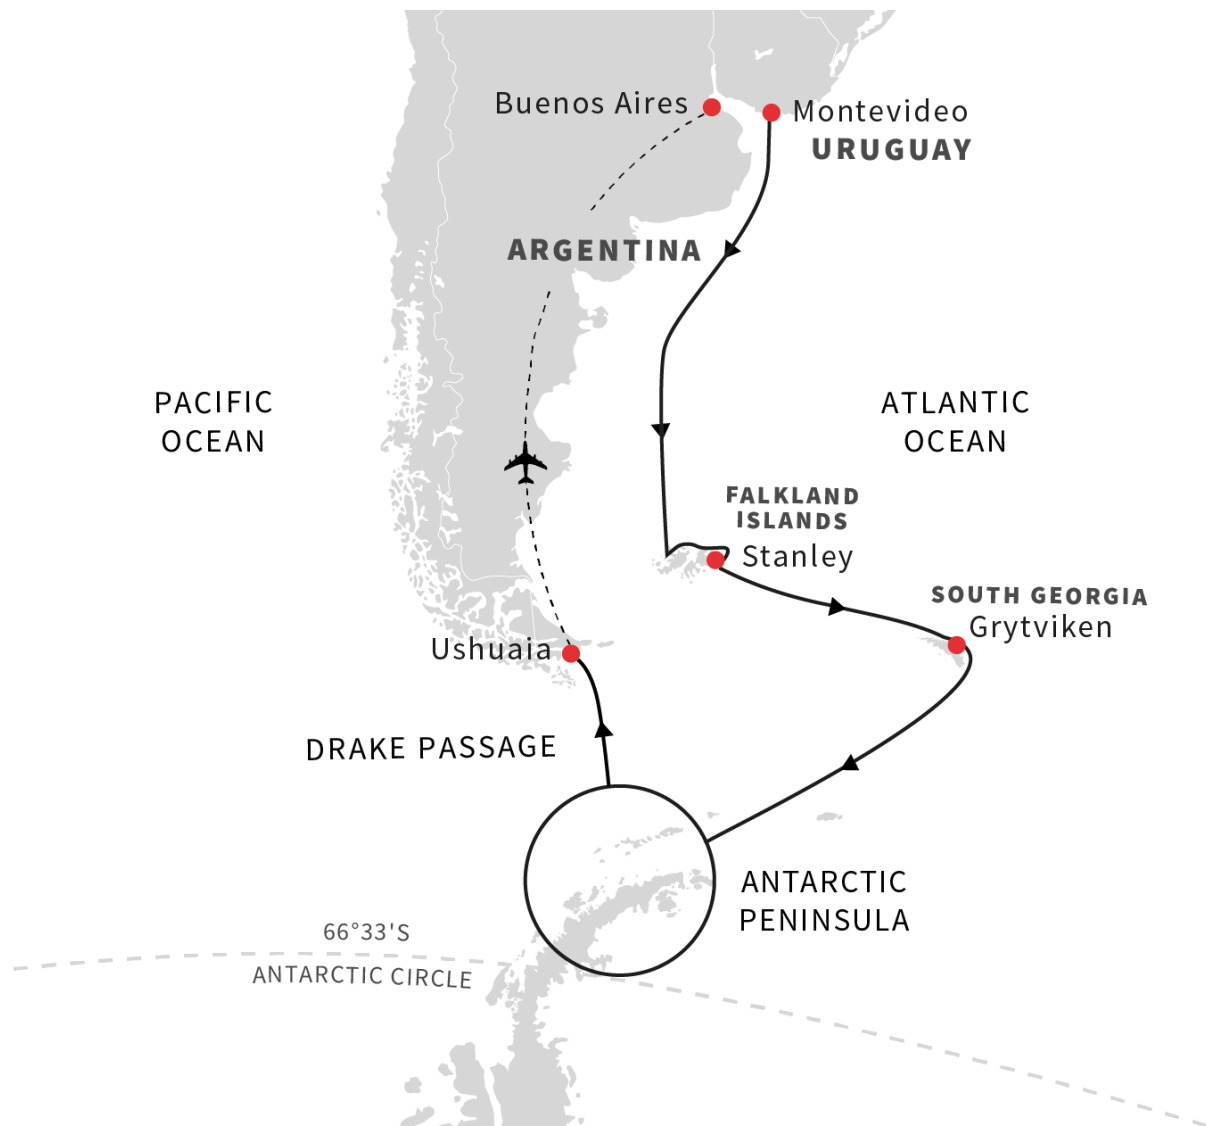 Buenos Aires
Montevideo
URUGUAY
ARGENTINA
PACIFIC
OCEAN
ATLANTIC
OCEAN
FALKLAND
ISLANDS
Stanley
SOUTH GEORGIA
Grytviken
Ushuaia
DRAKE PASSAGE
ANTARCTIC
PENINSULA
66°33'S
ANTARCTIC CIRCLE